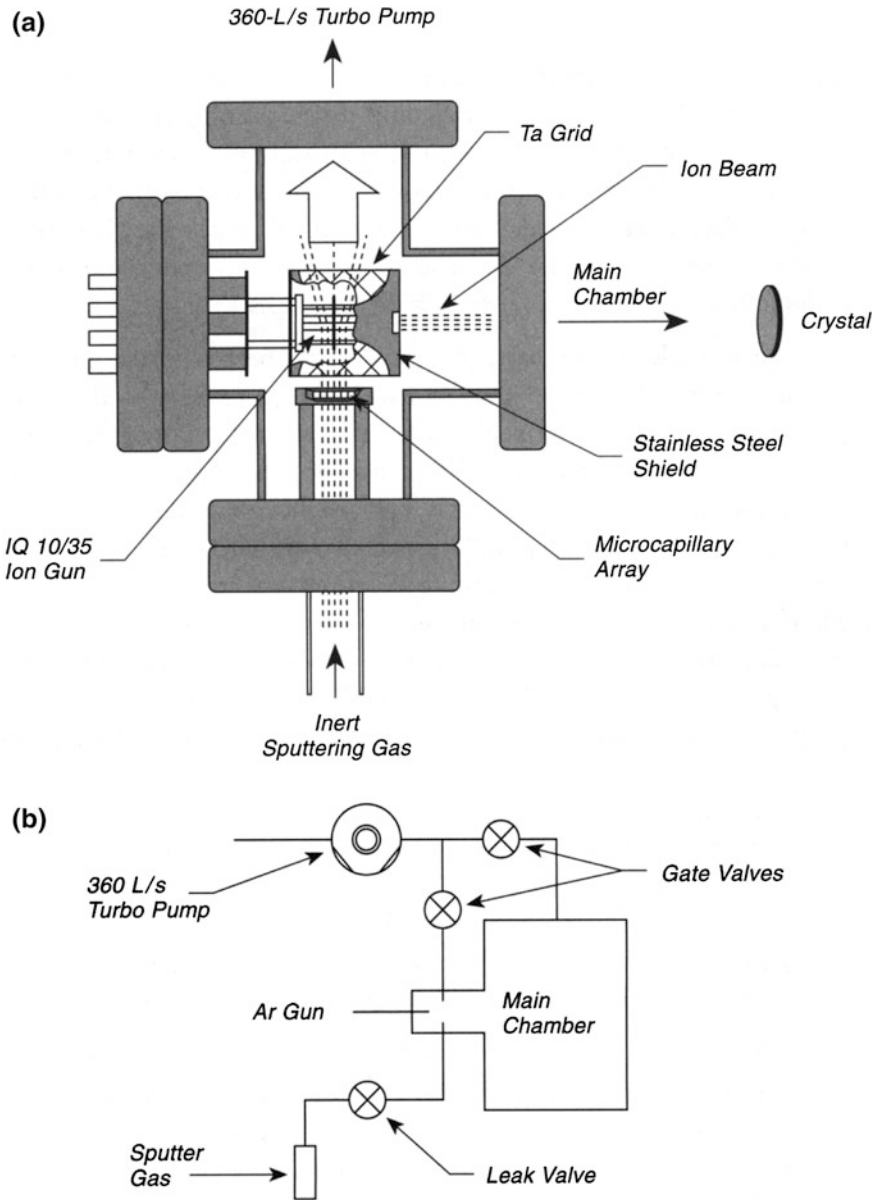 (a)
360-L/s Turbo Pump
Ta Grid
Ion Beam
Main
Chamber
Crystal
Stainless Steel
Shield
IQ 10/35
Ion Gun
Microcapillary
Array
Inert
Sputtering Gas
(b)
360 L/s
Turbo Pump
Gate Valves
Ar Gun
Main
Chamber
Sputter
Gas
Leak Valve